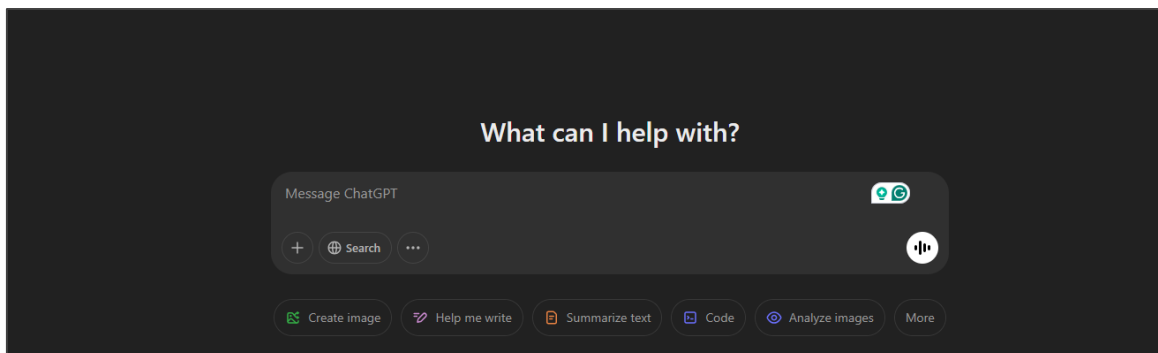 What can I help with?
Message ChatGPT
Search
Create image Help me write Summarize text Code Analyze images More